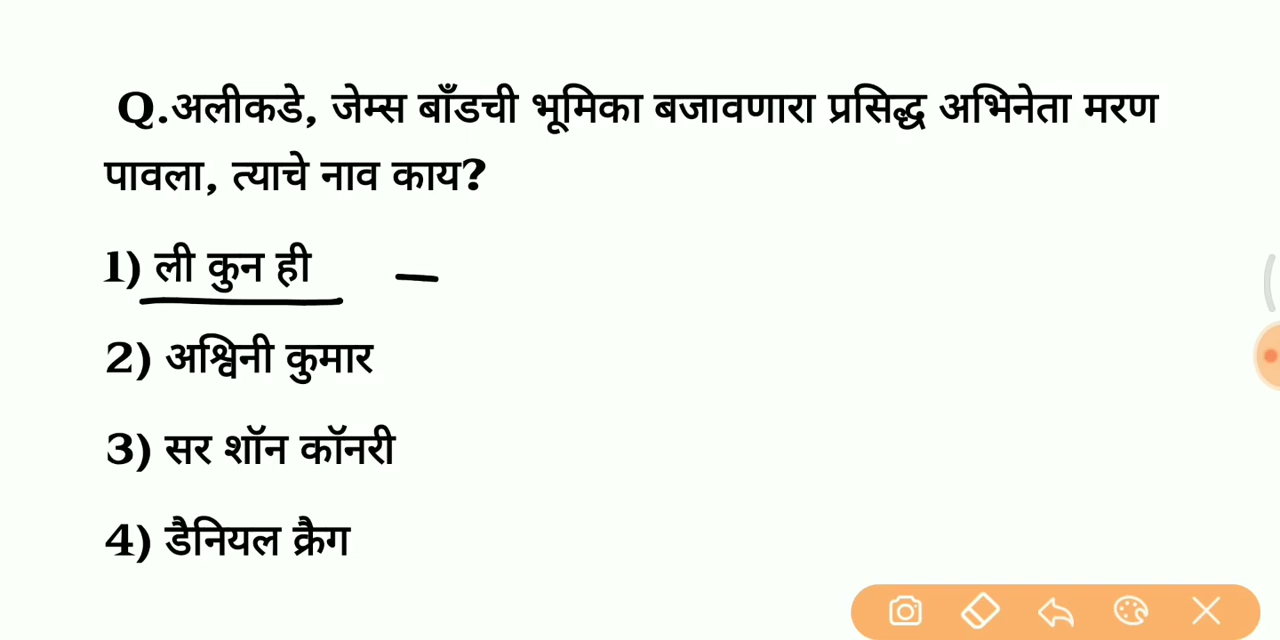 Q.अलीकडे, जेम्स बाँडची भूमिका बजावणारा प्रसिद्ध अभिनेता मरण
पावला, त्याचे नाव काय?
1) ली कुन ही
2) अश्विनी कुमार
3) सर शॉन कॉनरी
4) डैनियल क्रैग